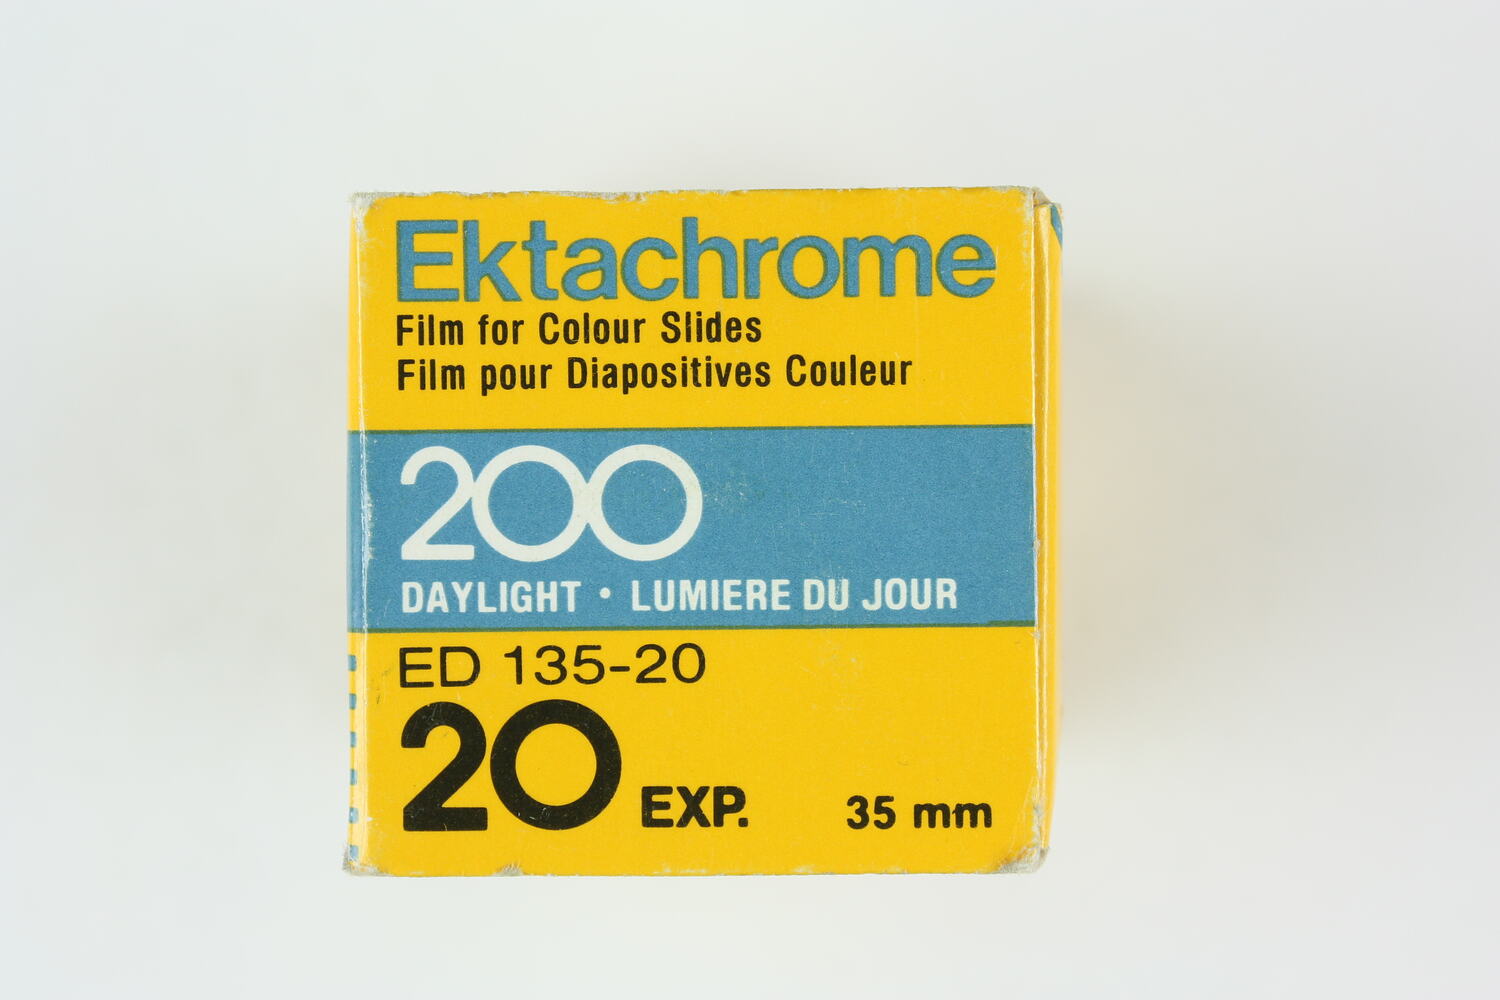 Ektachrome
Film for Colour Slides
Film pour Diapositives Couleur
200
DAYLIGHT • LUMIERE DU JOUR
ED 135-20
20 EXP. 35 mm